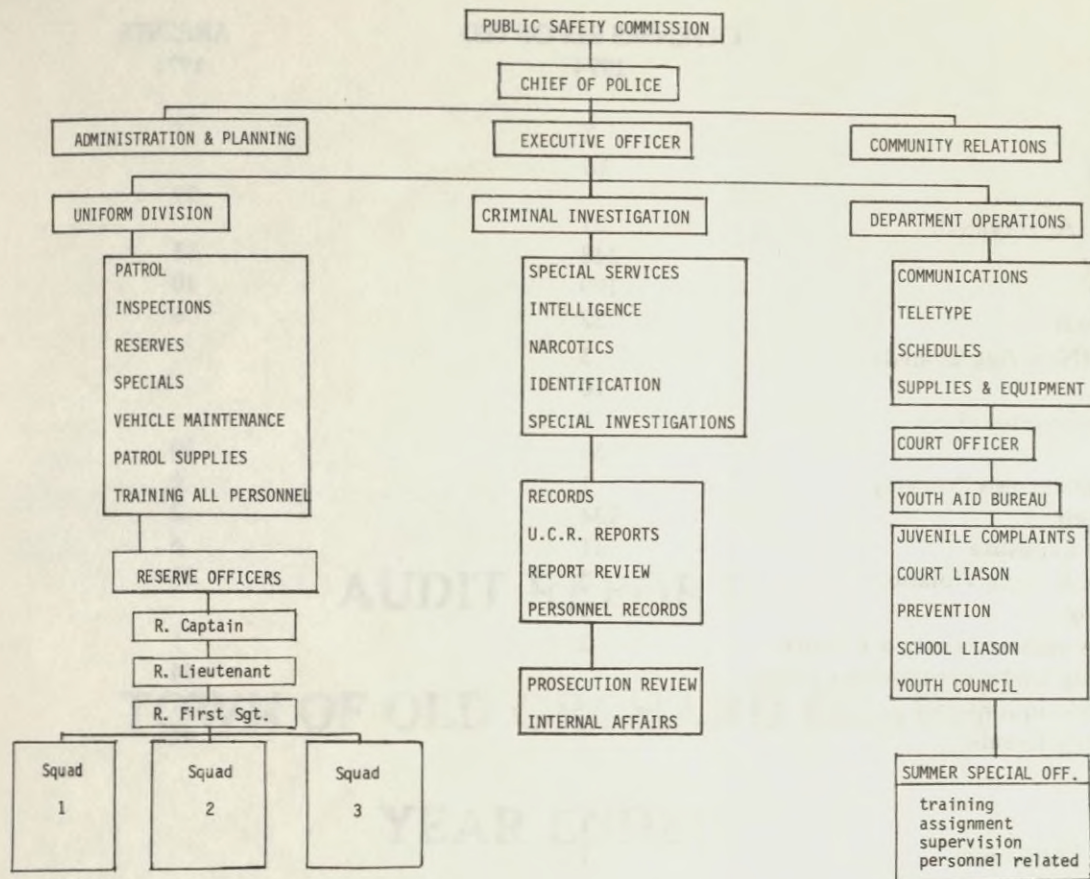 PUBLIC SAFETY COMMISSION
CHIEF OF POLICE
ADMINISTRATION & PLANNING
EXECUTIVE OFFICER
COMMUNITY RELATIONS
UNIFORM DIVISION
CRIMINAL INVESTIGATION
DEPARTMENT OPERATIONS
PATROL
INSPECTIONS
RESERVES
SPECIALS
VEHICLE MAINTENANCE
PATROL SUPPLIES
TRAINING ALL PERSONNEL
RESERVE OFFICERS
R. Captain
R. Lieutenant
R. First Sgt.
Squad
1
Squad
2
Squad
3
SPECIAL SERVICES
INTELLIGENCE
NARCOTICS
IDENTIFICATION
SPECIAL INVESTIGATIONS
RECORDS
U.C.R. REPORTS
REPORT REVIEW
PERSONNEL RECORDS
PROSECUTION REVIEW
INTERNAL AFFAIRS
COMMUNICATIONS
TELETYPE
SCHEDULES
SUPPLIES & EQUIPMENT
COURT OFFICER
YOUTH AID BUREAU
JUVENILE COMPLAINTS
COURT LIASON
PREVENTION
SCHOOL LIASON
YOUTH COUNCIL
SUMMER SPECIAL OFF.
training
assignment
supervision
personnel related
AUDIT
OF OLD
YEAR